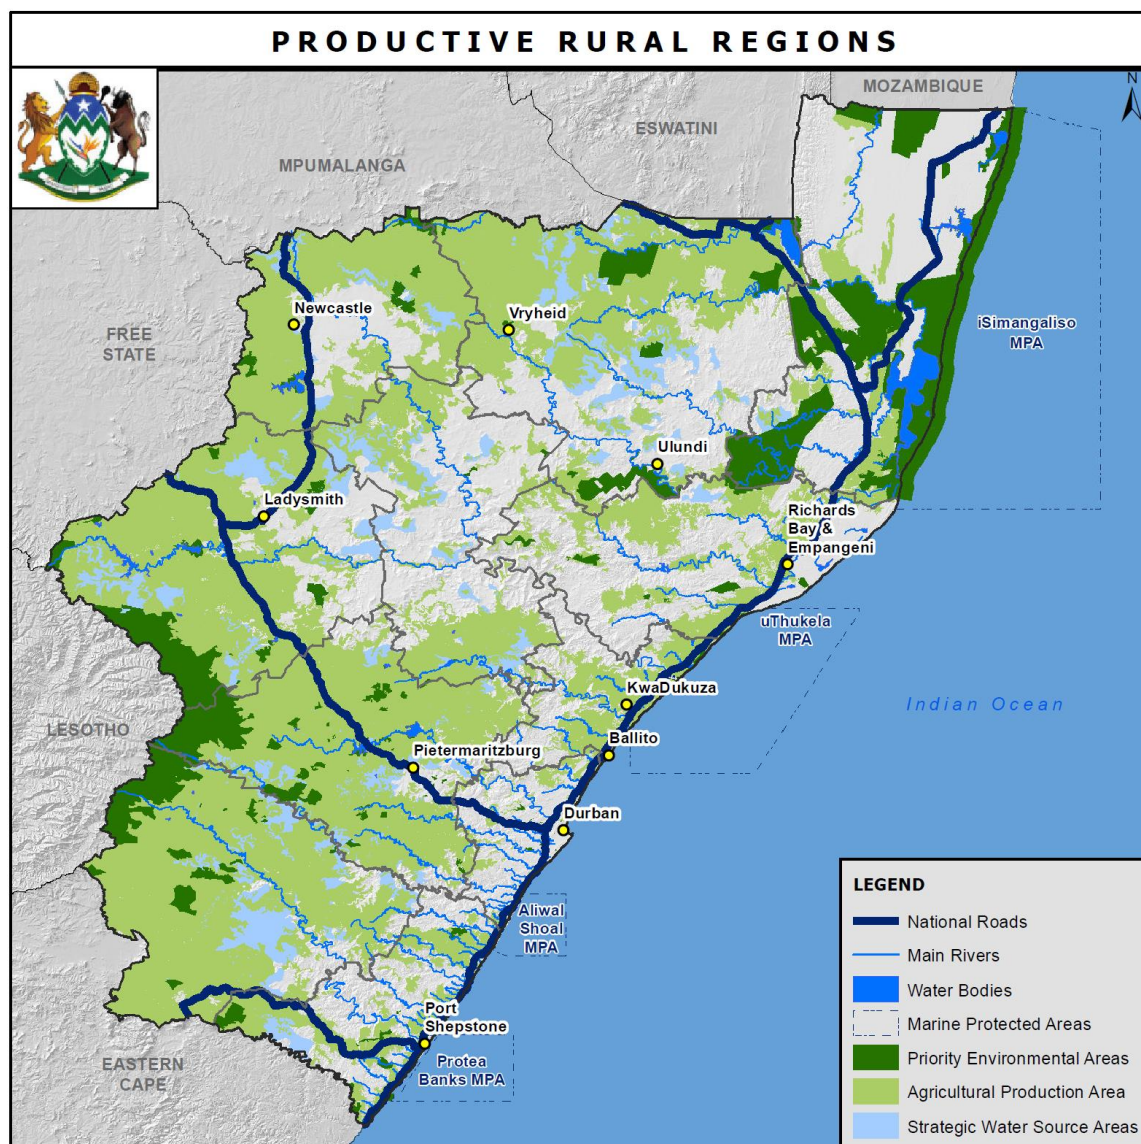 PRODUCTIVE RURAL REGIONS
MOZAMBIQUE
N
ESWATINI
MPUMALANGA
Newcastle
Vryheid
FREE
STATE
iSimangaliso
MPA
Ulundi
Ladysmith
Richards
Bay &
Empangeni
uThukela
MPA
KwaDukuza
Indian Ocean
LESOTHO
Ballito
Pietermaritzburg
Durban
Aliwal
Shoal
MPA
Port
Shepstone
Protea
Banks MPA
EASTERN
CAPE
LEGEND
National Roads
Main Rivers
Water Bodies
Marine Protected Areas
Priority Environmental Areas
Agricultural Production Area
Strategic Water Source Areas